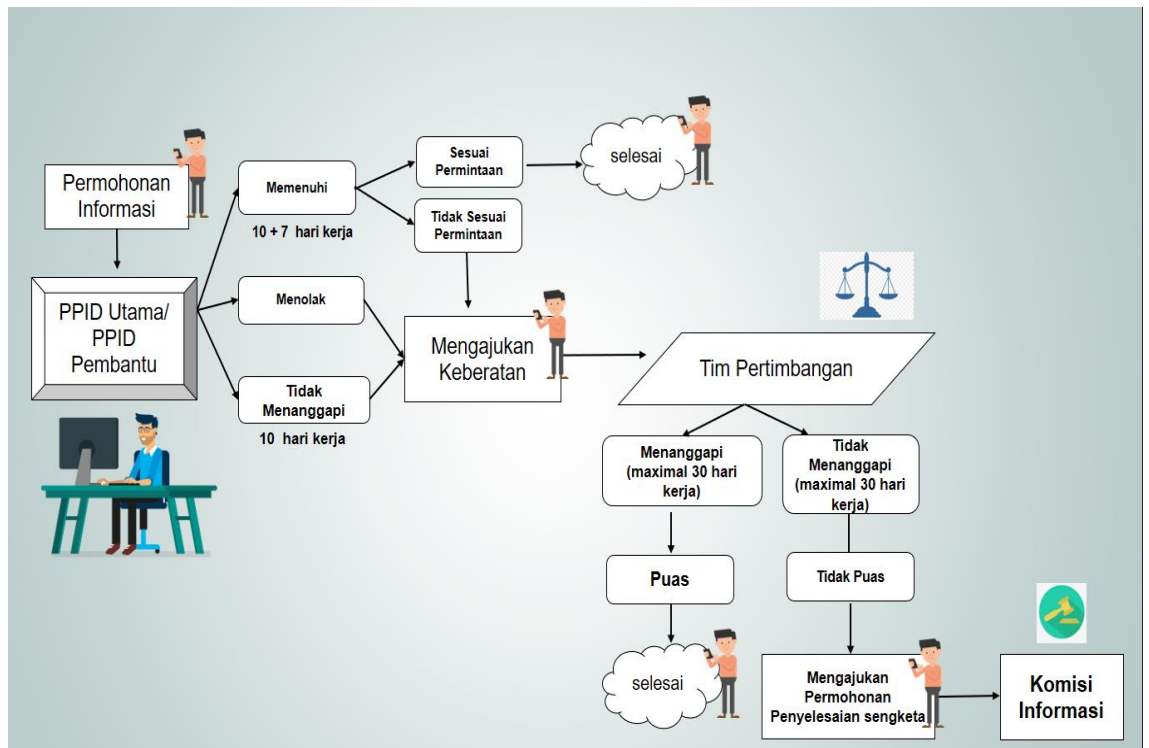 Permohonan
Informasi
PPID Utama/
PPID
Pembantu
Memenuhi
10 + 7 hari kerja
Menolak
Tidak
Menanggapi
10 hari kerja
Sesuai
Permintaan
Tidak Sesuai
Permintaan
selesai
Mengajukan
Keberatan
Tim Pertimbangan
Menanggapi
(maximal 30 hari
kerja)
Tidak
Menanggapi
(maximal 30 hari
kerja)
Puas
Tidak Puas
selesai
Mengajukan
Permohonan
Penyelesaian sengketa
Komisi
Informasi